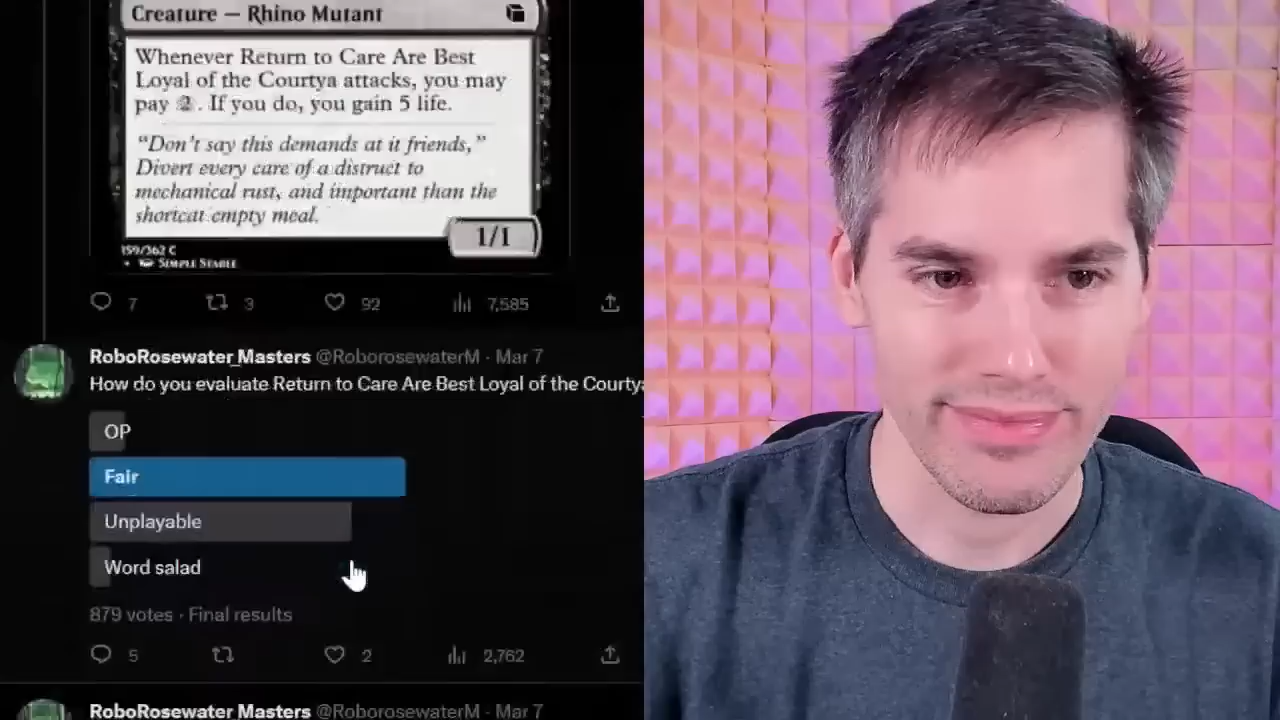 Creature — Rhino Mutant
Whenever Return to Care Are Best
Loyal of the Courtya attacks, you may
pay 2. If you do, you gain 5 life.
"Don't say this demands at it friends,"
Divert every care of a distruct to
mechanical rust, and important than the
shortcat empty meal.
1/1
159/362 C
Simple Stable
7 3 92 7,585
RoboRosewater_Masters @RoborosewaterM · Mar 7
How do you evaluate Return to Care Are Best Loyal of the Courtya
OP
Fair
Unplayable
Word salad
879 votes · Final results
5 2 2,762
RoboRosewater_Masters @RoborosewaterM · Mar 7